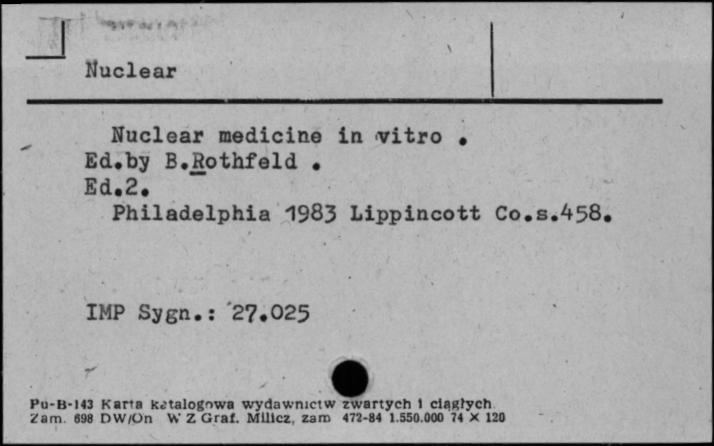 Nuclear
Nuclear medicine in vitro .
Ed.by B.Rothfeld .
Ed.2.
Philadelphia 1983 Lippincott Co.s.458.
IMP Sygn.: 27.025
Pu-B-143 Karta katalogowa wydawnictw zwartych i ciągłych.
Zam. 698 DW/On W Z Graf. Milicz, zam 472-84 1.550.000 74 × 120